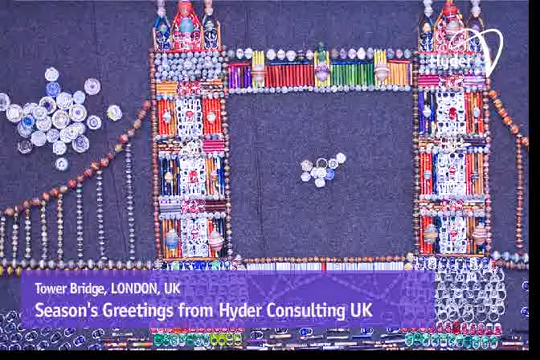 Hyder
Tower Bridge, LONDON, UK
Season's Greetings from Hyder Consulting UK